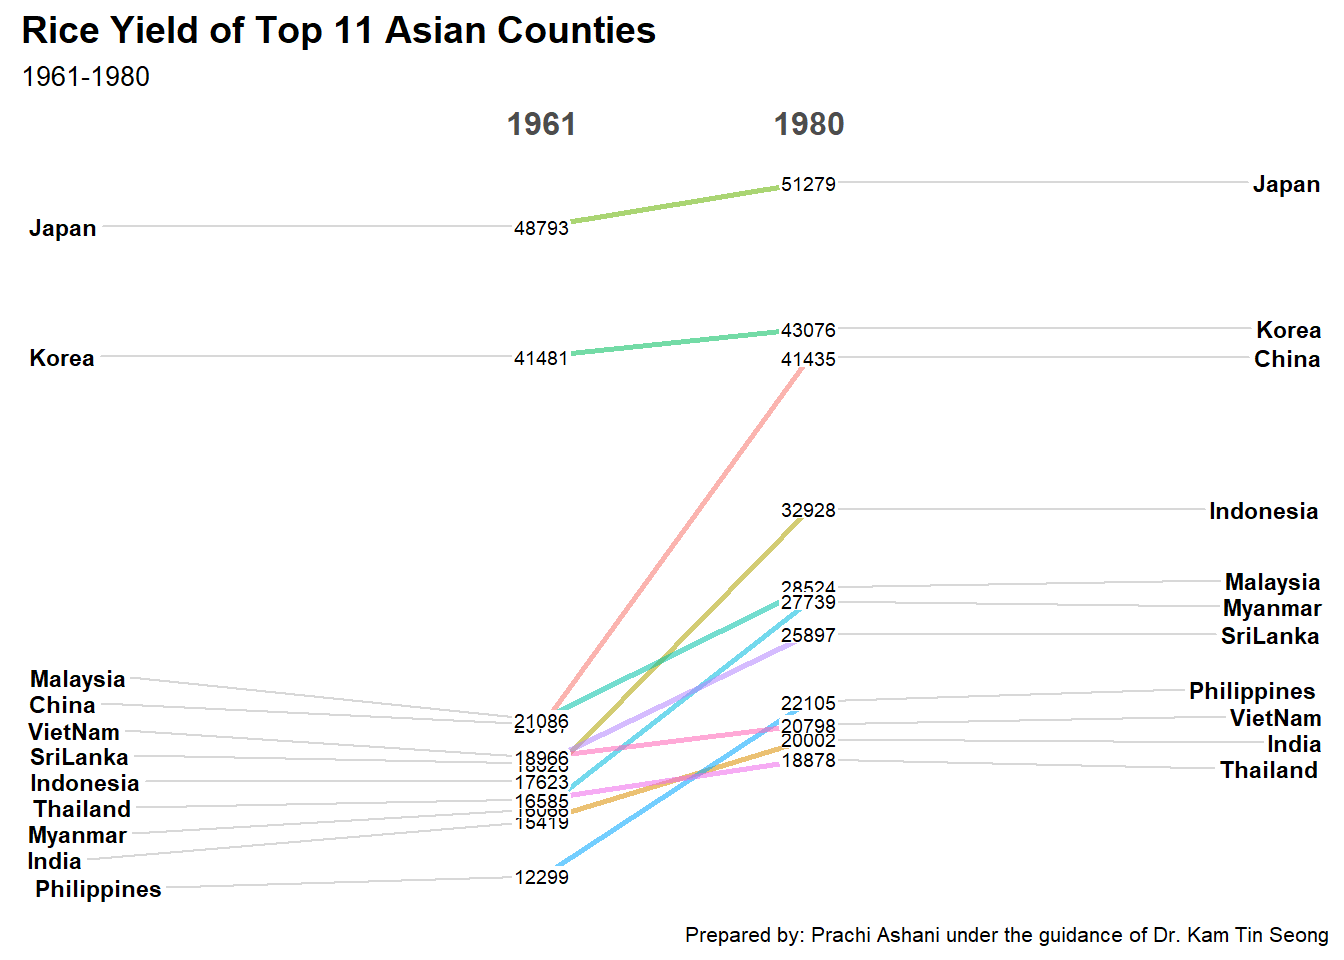 Rice Yield of Top 11 Asian Counties
1961-1980
1961 1980
51279 Japan
Japan 48793
43076 Korea
Korea 41481
41435 China
32928 Indonesia
28524 Malaysia
27739 Myanmar
25897 SriLanka
Malaysia 21086
China
22105 Philippines
20798 VietNam
VietNam 18966
20002 India
SriLanka
18878 Thailand
Indonesia 17623
Thailand 16585
Myanmar
India 15419
Philippines 12299
Prepared by: Prachi Ashani under the guidance of Dr. Kam Tin Seong